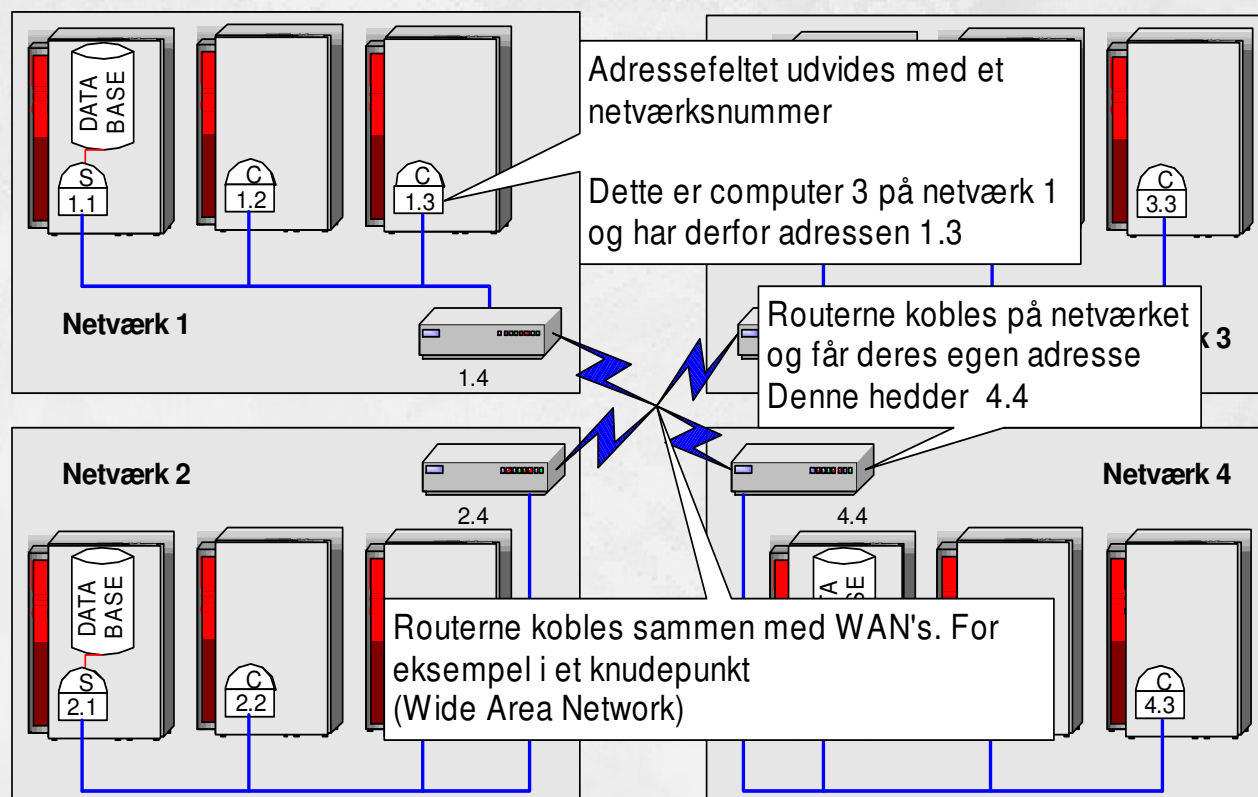 DATA
BASE
S
1.1
C
1.2
C
1.3
Netværk 1
1.4
Adressefeltet udvides med et
netværksnummer
Dette er computer 3 på netværk 1
og har derfor adressen 1.3
C
3.3
k 3
Routerne kobles på netværket
og får deres egen adresse
Denne hedder 4.4
Netværk 2
2.4
DATA
BASE
S
2.1
C
2.2
Netværk 4
4.4
TA
SE
C
4.3
Routerne kobles sammen med WAN's. For
eksempel i et knudepunkt
(Wide Area Network)